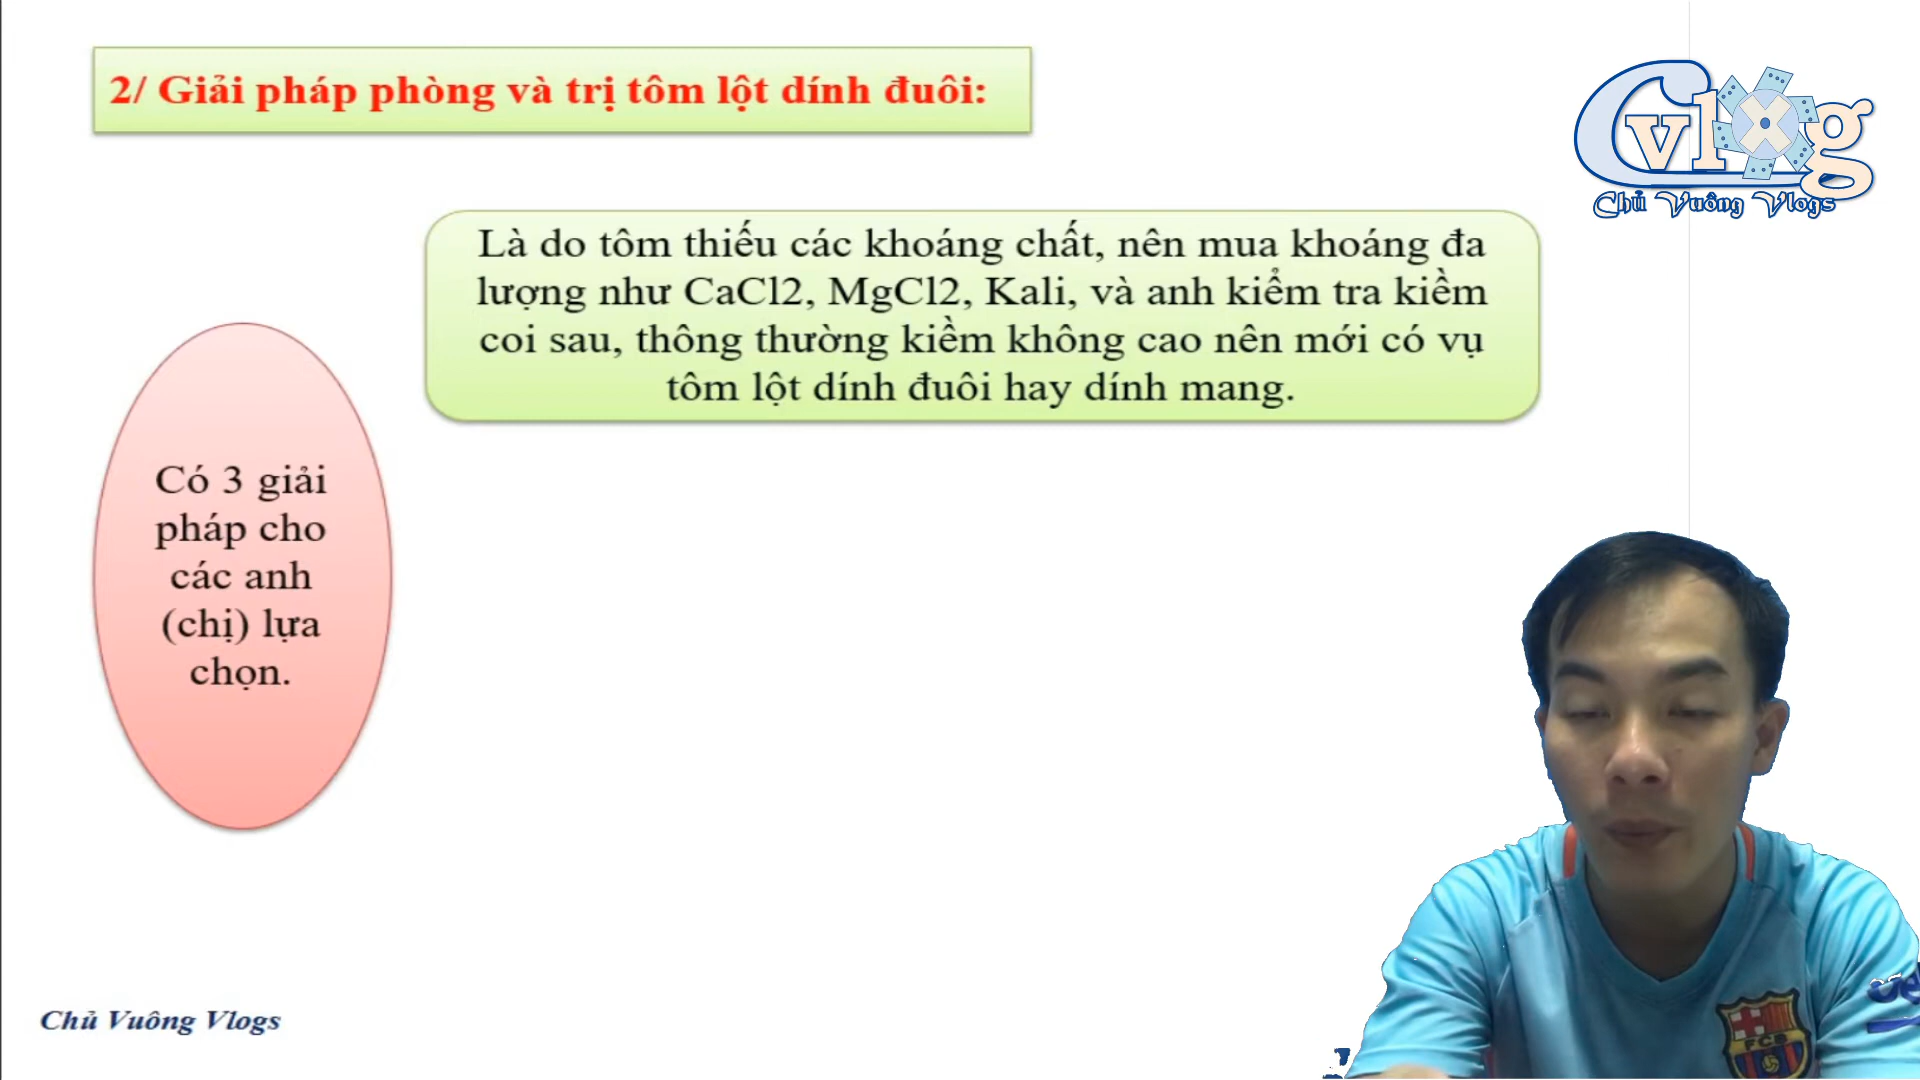 2/ Giải pháp phòng và trị tôm lột dính đuôi:
Cvlog
Chủ Vuông Vlogs
Là do tôm thiếu các khoáng chất, nên mua khoáng đa
lượng như CaCl2, MgCl2, Kali, và anh kiểm tra kiềm
coi sau, thông thường kiềm không cao nên mới có vụ
tôm lột dính đuôi hay dính mang.
Có 3 giải
pháp cho
các anh
(chị) lựa
chọn.
FCB
Chủ Vuông Vlogs